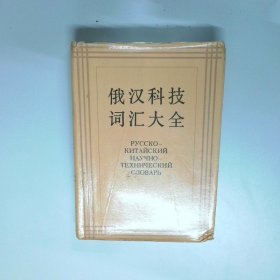 俄汉科技
词汇大全
РУССКО-
КИТАЙСКИЙ
НАУЧНО-
ТЕХНИЧЕСКИЙ
СЛОВАРЬ